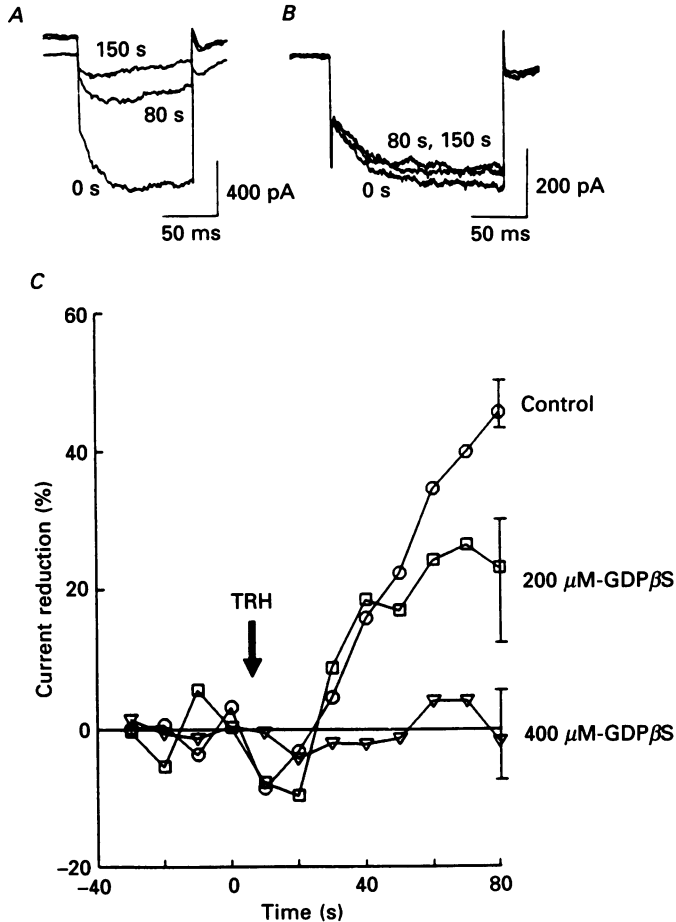 A
150 s
80 s
0 s
400 pA
50 ms
B
80 s, 150 s
0 s
200 pA
50 ms
C
60
40
20
0
−20
Current reduction (%)
TRH
Control
200 μM-GDPβS
400 μM-GDPβS
−40
0
40
80
Time (s)